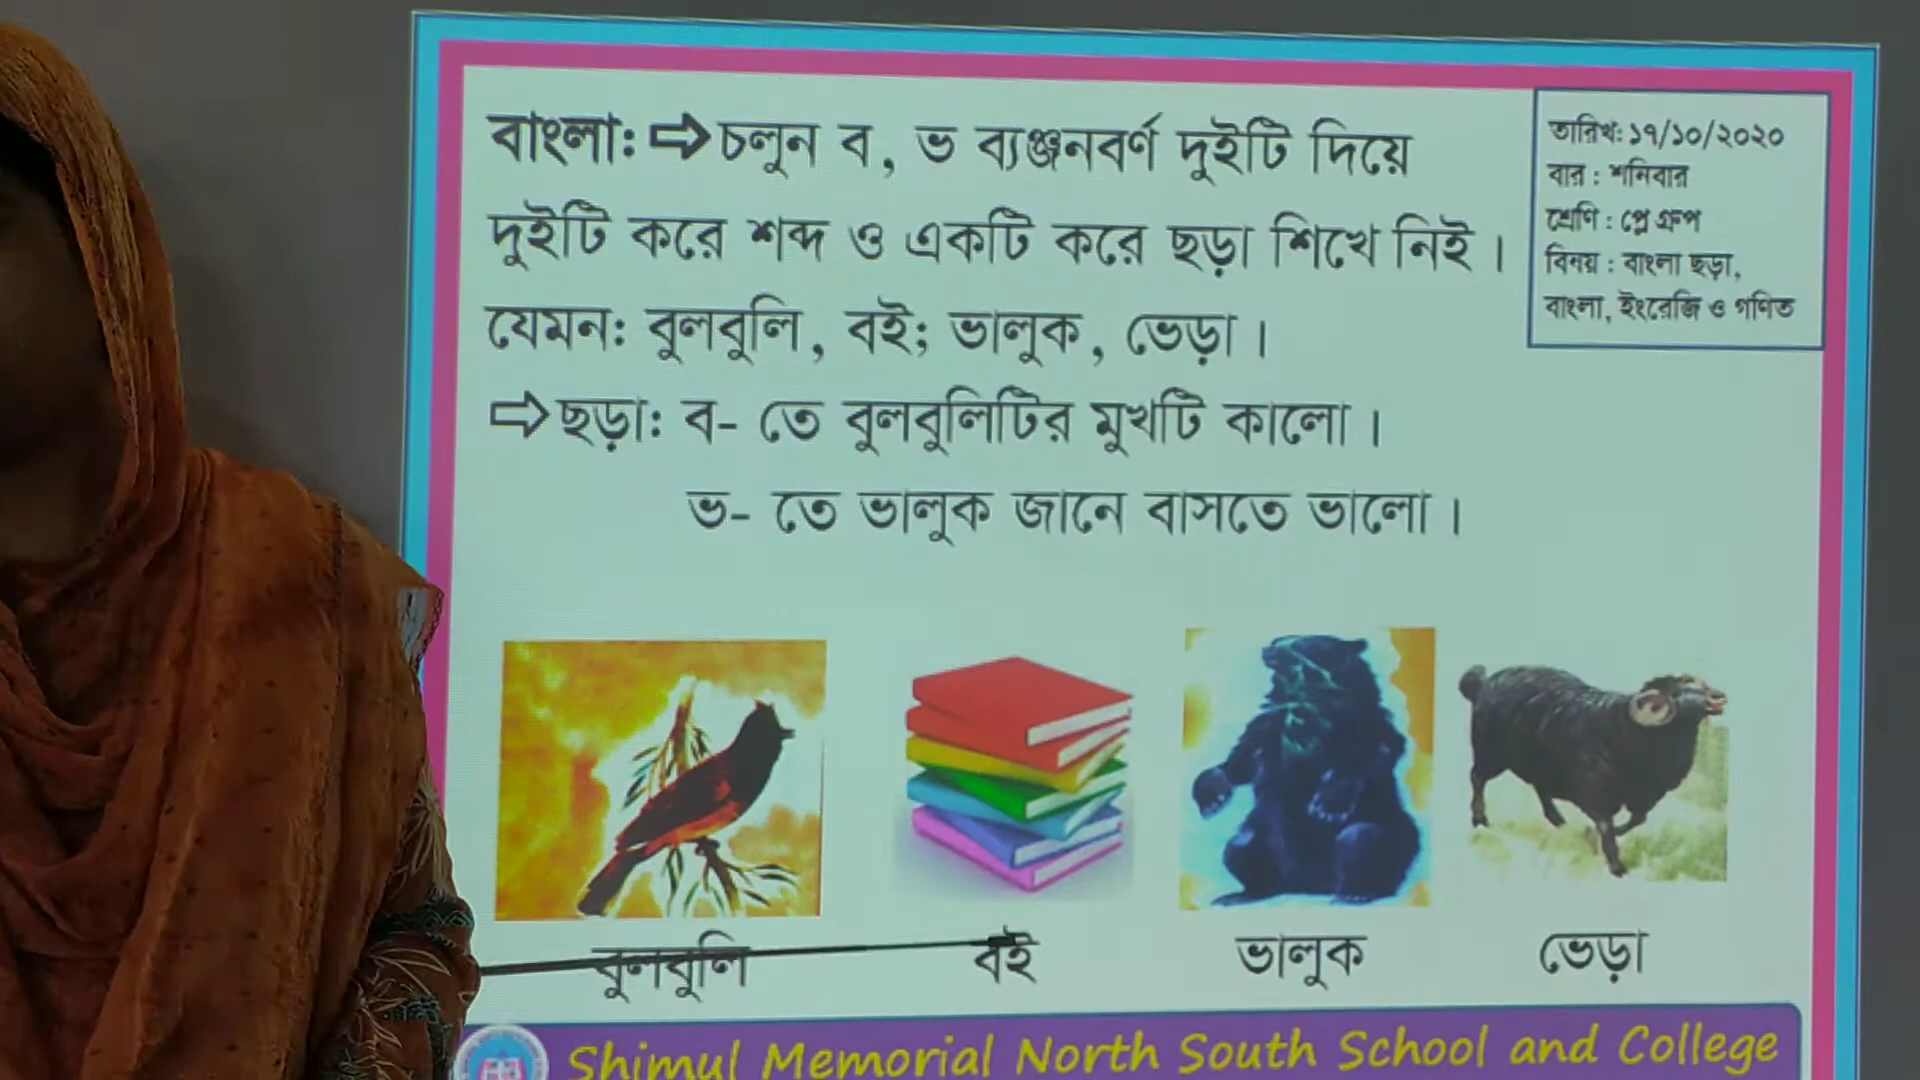 বাংলা: ⇨চলুন ব, ভ ব্যঞ্জনবর্ণ দুইটি দিয়ে
দুইটি করে শব্দ ও একটি করে ছড়া শিখে নিই।
যেমন: বুলবুলি, বই; ভালুক, ভেড়া।
⇨ছড়া: ব- তে বুলবুলিটির মুখটি কালো।
ভ- তে ভালুক জানে বাসতে ভালো।
তারিখ: ১৭/১০/২০২০
বার : শনিবার
শ্রেণি : প্লে গ্রুপ
বিষয় : বাংলা ছড়া,
বাংলা, ইংরেজি ও গণিত
বুলবুলি
বই
ভালুক
ভেড়া
Shimul Memorial North South School and College